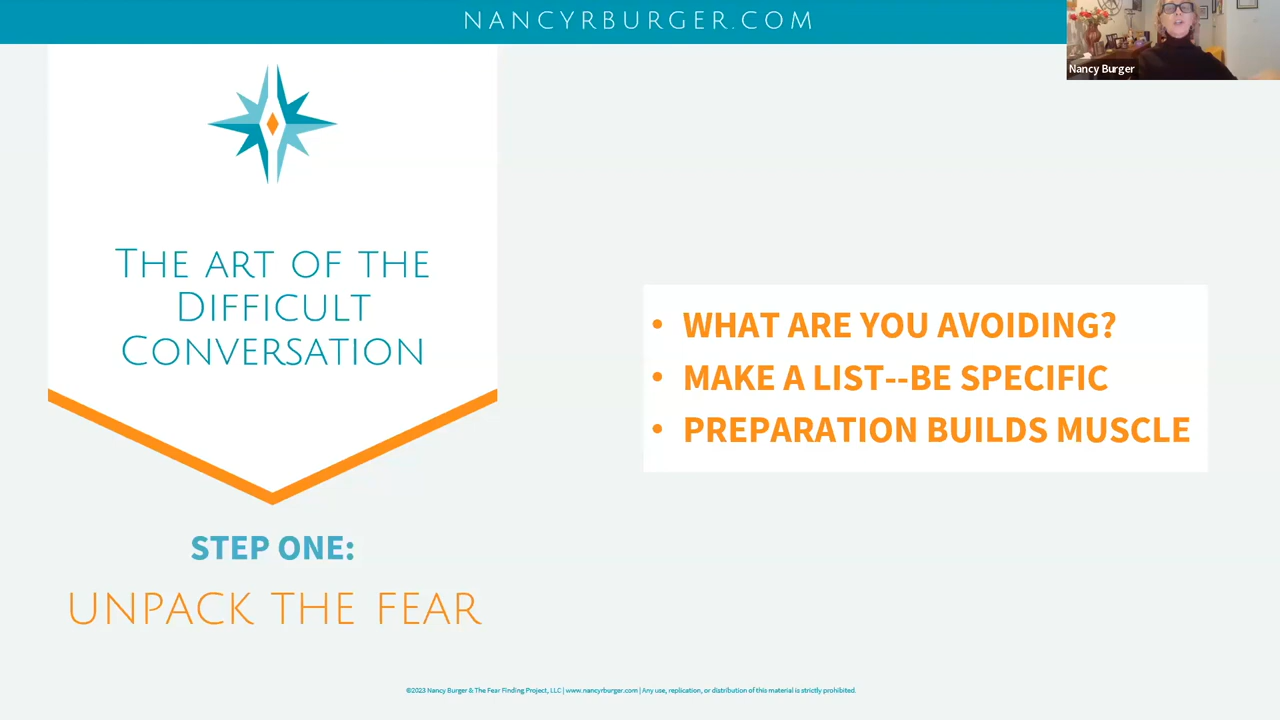 NANCYRBURGER.COM
Nancy Burger
THE ART OF THE
DIFFICULT
CONVERSATION
• WHAT ARE YOU AVOIDING?
• MAKE A LIST--BE SPECIFIC
• PREPARATION BUILDS MUSCLE
STEP ONE:
UNPACK THE FEAR
©2023 Nancy Burger & The Fear Finding Project, LLC | www.nancyrburger.com | Any use, replication, or distribution of this material is strictly prohibited.